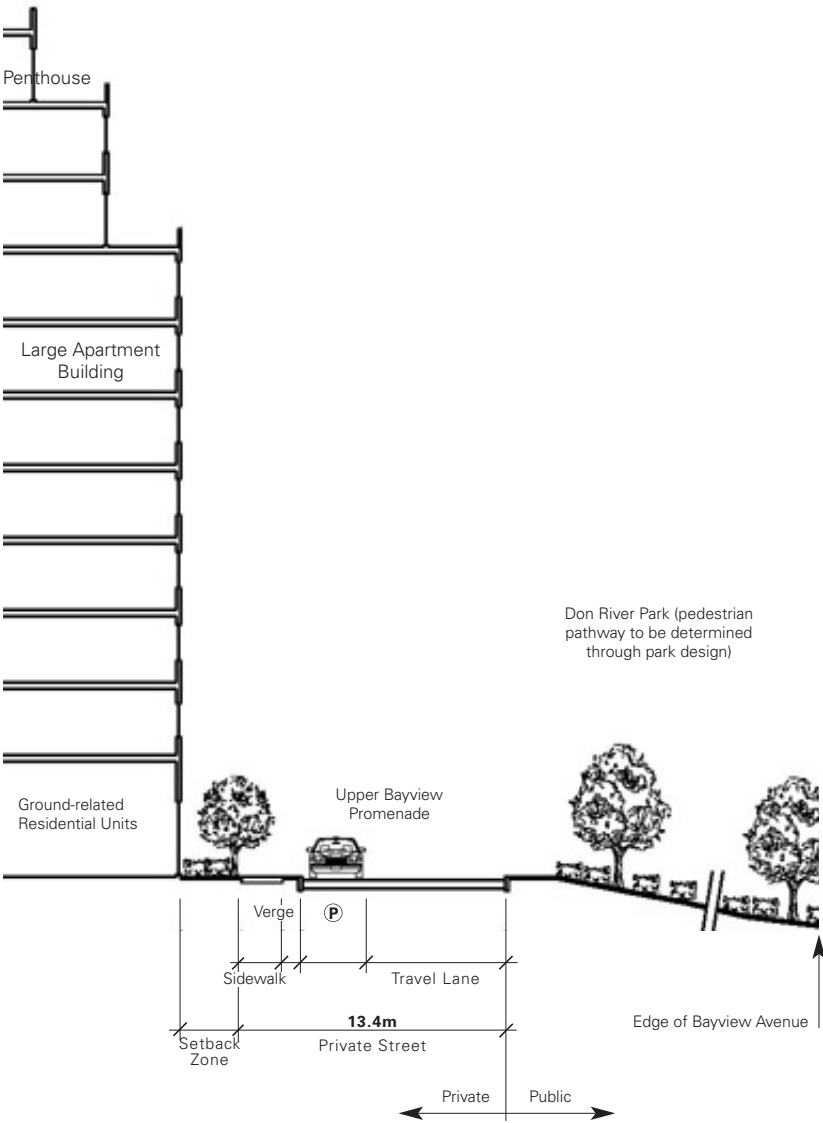 Penthouse
Large Apartment
Building
Don River Park (pedestrian
pathway to be determined
through park design)
Ground-related
Residential Units
Upper Bayview
Promenade
Verge
P
Sidewalk
Travel Lane
13.4m
Setback
Zone
Private Street
Edge of Bayview Avenue
Private
Public